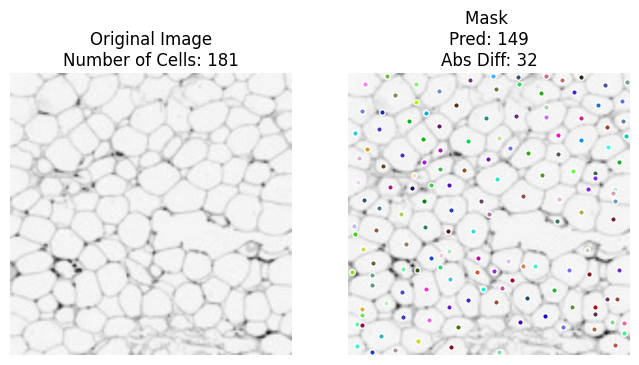 Original Image
Number of Cells: 181
Mask
Pred: 149
Abs Diff: 32